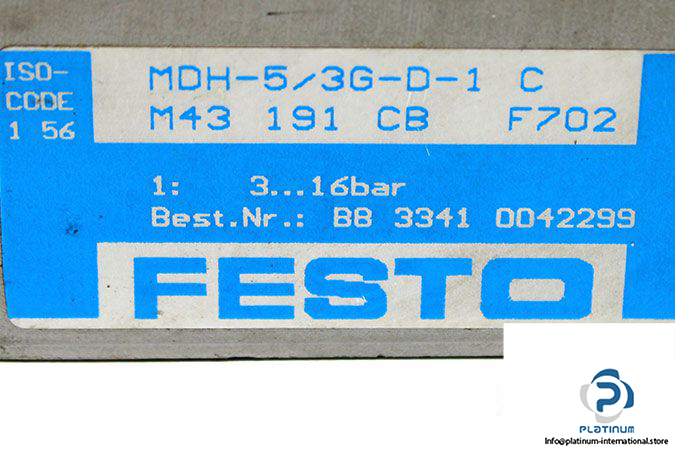 ISO-
CODE
1 56
MDH-5/3G-D-1 C
M43 191 CB F702
1: 3...16bar
Best.Nr.: BB 3341 0042299
FESTO
PLATINUM
Info@platinum-international.store